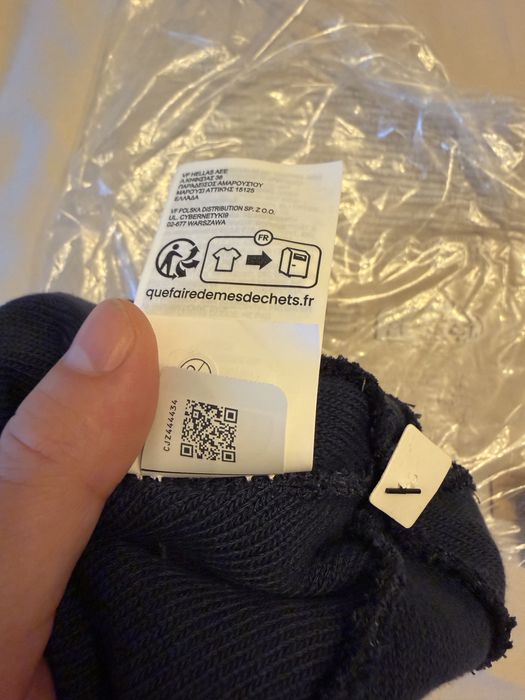 VF HELLAS AEE
Λ.ΚΗΦΙΣΙΑΣ 36
ΠΑΡΑΔΕΙΣΟΣ ΑΜΑΡΟΥΣΙΟΥ
ΜΑΡΟΥΣΙ ΑΤΤΙΚΗΣ 15125
ΕΛΛΑΔΑ
VF POLSKA DISTRIBUTION SP. Z O.O.
UL. CYBERNETYKI9
02-677 WARSZAWA
FR
quefairedemesdechets.fr
CJZ444434